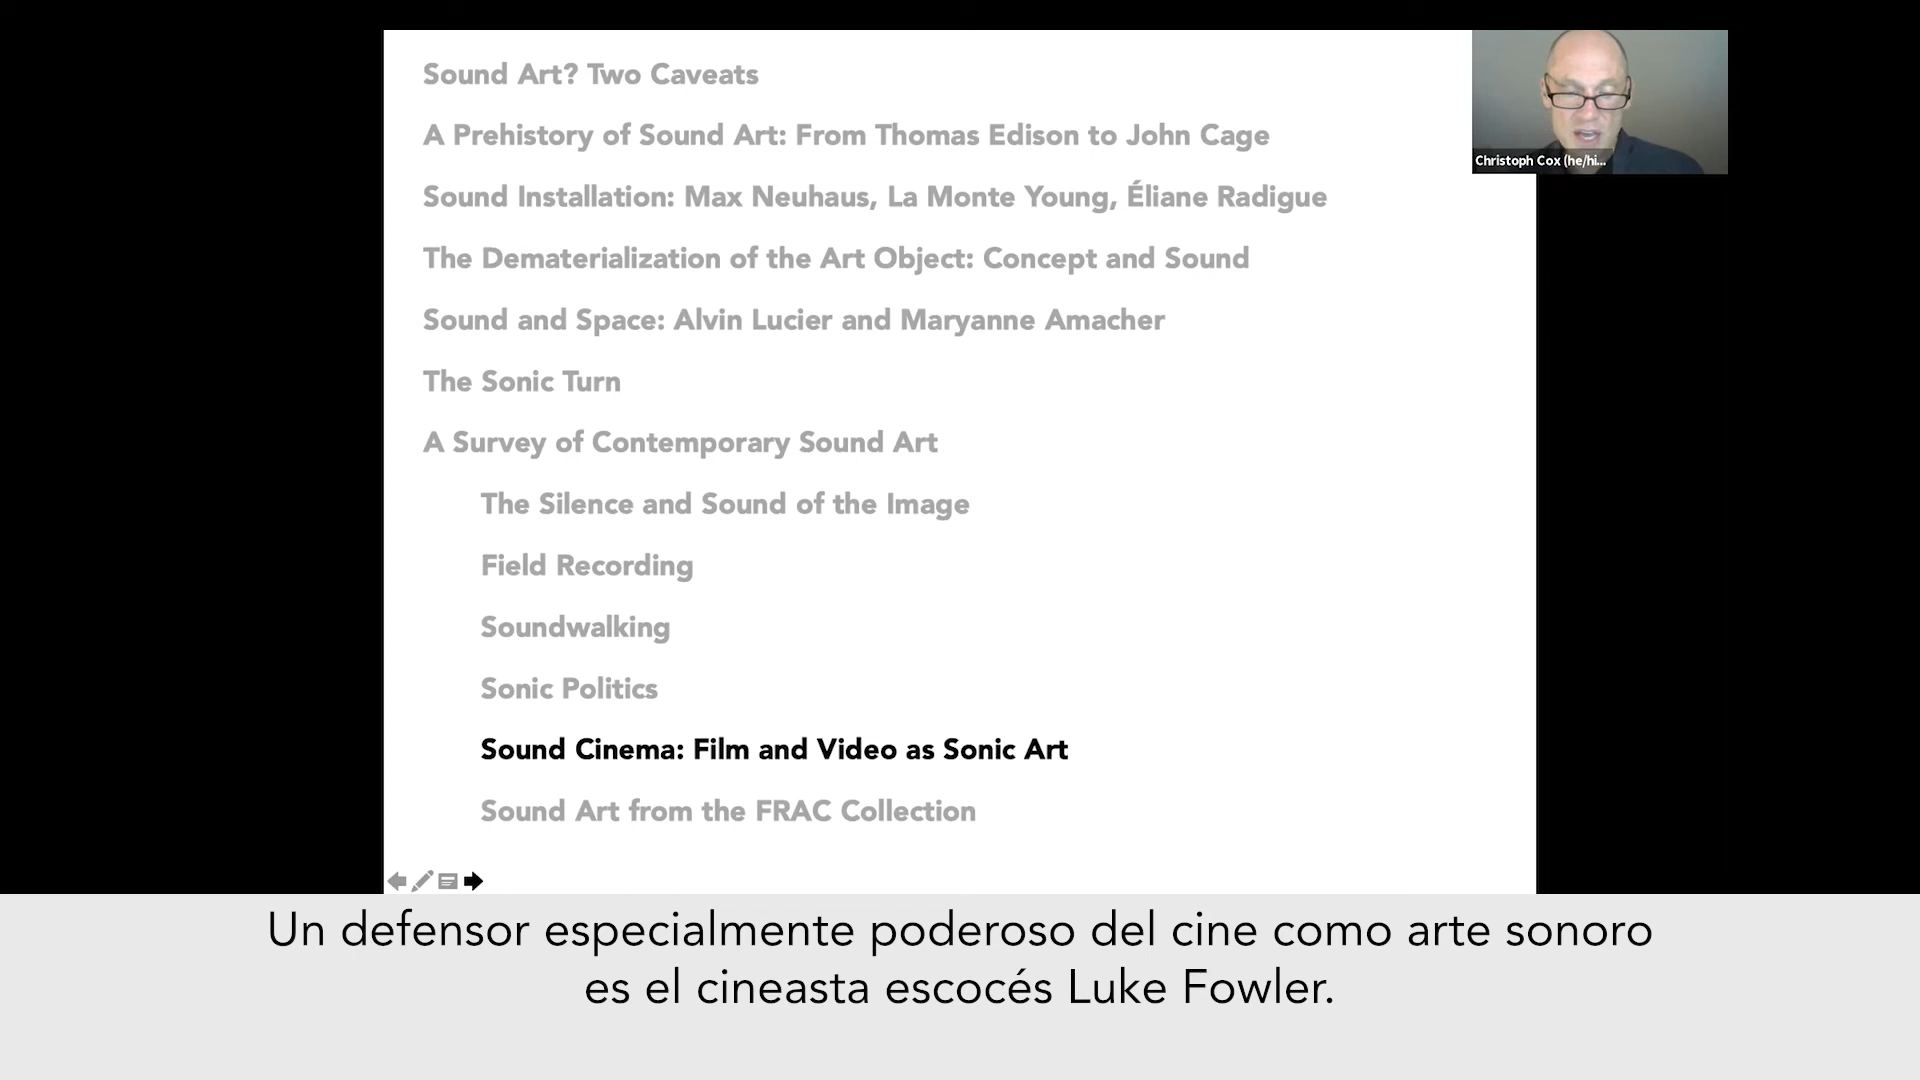 Sound Art? Two Caveats
A Prehistory of Sound Art: From Thomas Edison to John Cage
Sound Installation: Max Neuhaus, La Monte Young, Éliane Radigue
The Dematerialization of the Art Object: Concept and Sound
Sound and Space: Alvin Lucier and Maryanne Amacher
The Sonic Turn
A Survey of Contemporary Sound Art
The Silence and Sound of the Image
Field Recording
Soundwalking
Sonic Politics
Sound Cinema: Film and Video as Sonic Art
Sound Art from the FRAC Collection
Christoph Cox (he/hi...
Un defensor especialmente poderoso del cine como arte sonoro
es el cineasta escocés Luke Fowler.